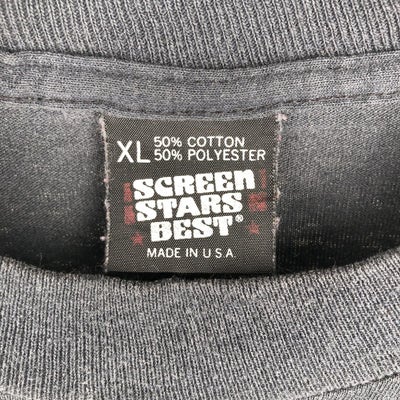 XL 50% COTTON
50% POLYESTER
SCREEN
STARS
BEST®
MADE IN U.S.A.